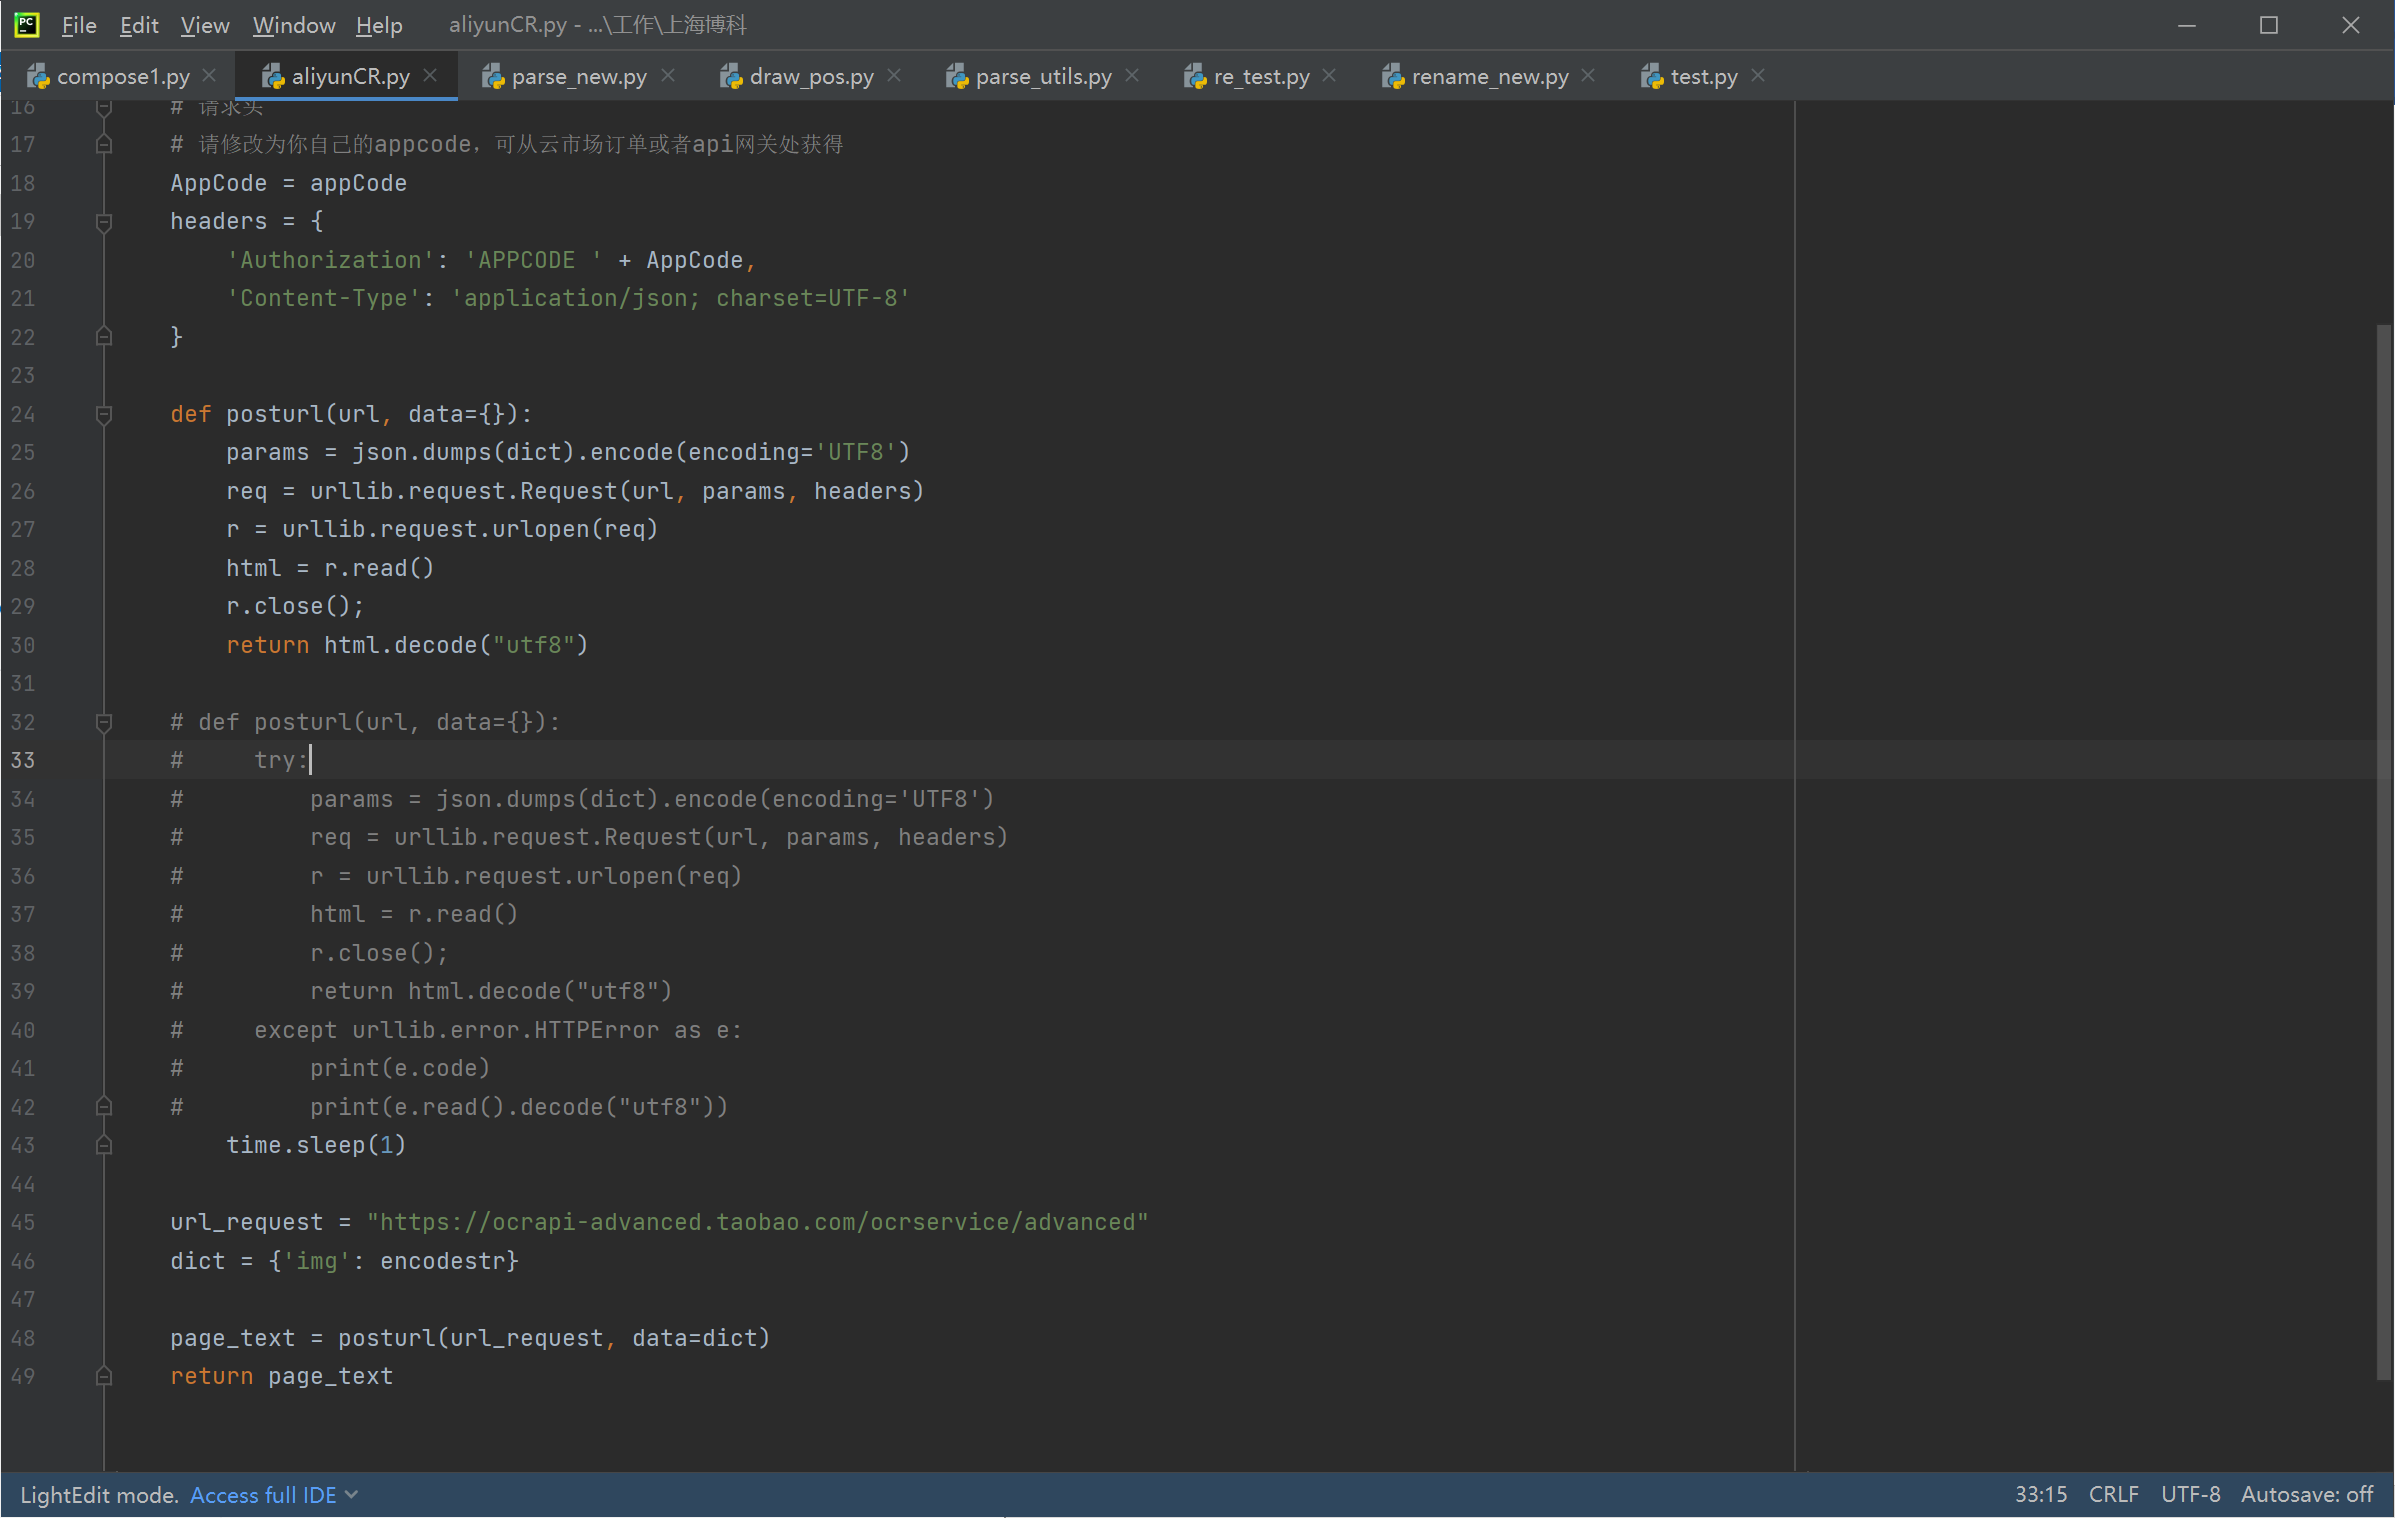 PC File Edit View Window Help aliyunCR.py - ...\工作\上海博科
compose1.py aliyunCR.py parse_new.py draw_pos.py parse_utils.py re_test.py rename_new.py test.py
16 # 请求头
17 # 请修改为你自己的appcode，可从云市场订单或者api网关处获得
18 AppCode = appCode
19 headers = {
20 'Authorization': 'APPCODE ' + AppCode,
21 'Content-Type': 'application/json; charset=UTF-8'
22 }
23
24 def posturl(url, data={}):
25 params = json.dumps(dict).encode(encoding='UTF8')
26 req = urllib.request.Request(url, params, headers)
27 r = urllib.request.urlopen(req)
28 html = r.read()
29 r.close();
30 return html.decode("utf8")
31
32 # def posturl(url, data={}):
33 # try:
34 # params = json.dumps(dict).encode(encoding='UTF8')
35 # req = urllib.request.Request(url, params, headers)
36 # r = urllib.request.urlopen(req)
37 # html = r.read()
38 # r.close();
39 # return html.decode("utf8")
40 # except urllib.error.HTTPError as e:
41 # print(e.code)
42 # print(e.read().decode("utf8"))
43 time.sleep(1)
44
45 url_request = "https://ocrapi-advanced.taobao.com/ocrservice/advanced"
46 dict = {'img': encodestr}
47
48 page_text = posturl(url_request, data=dict)
49 return page_text
LightEdit mode. Access full IDE 33:15 CRLF UTF-8 Autosave: off